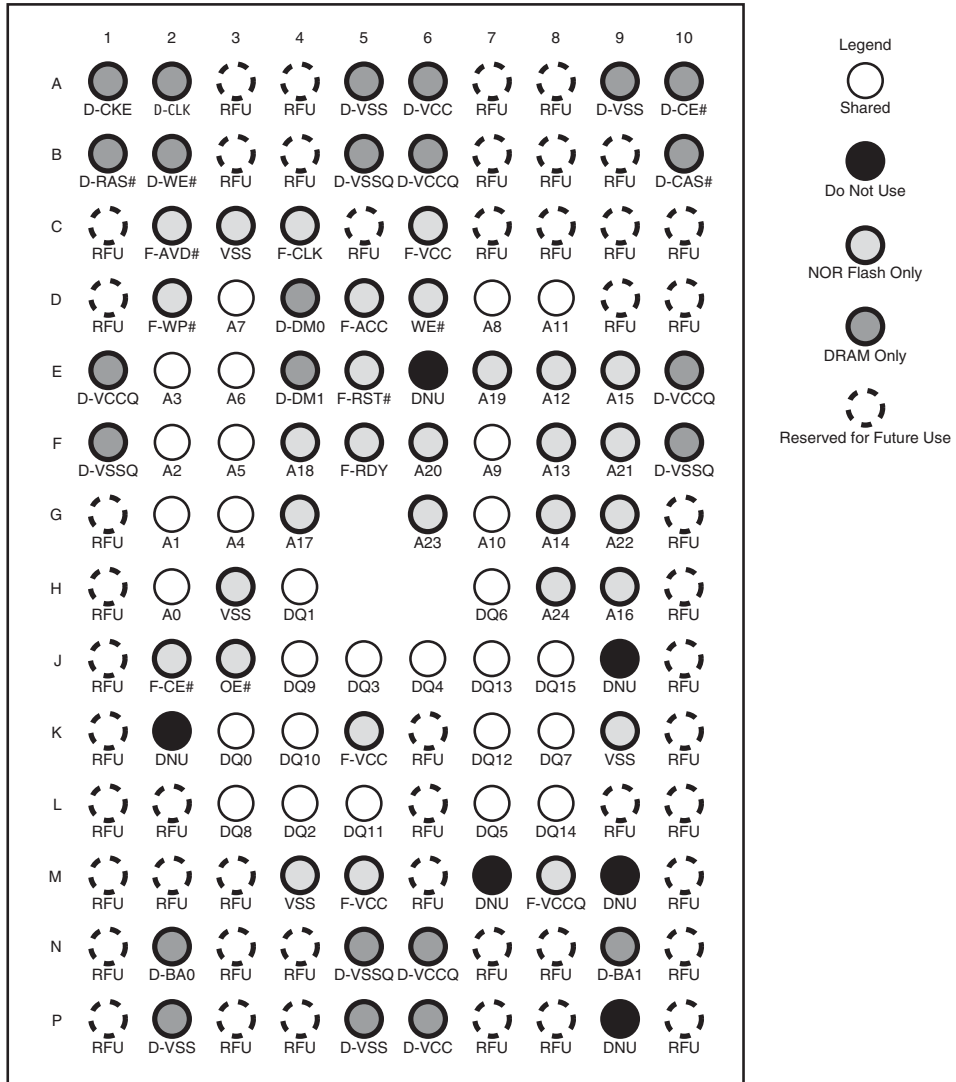 1 2 3 4 5 6 7 8 9 10
Legend
A
D-CKE D-CLK RFU RFU D-VSS D-VCC RFU RFU D-VSS D-CE#
Shared
B
D-RAS# D-WE# RFU RFU D-VSSQ D-VCCQ RFU RFU RFU D-CAS#
Do Not Use
C
RFU F-AVD# VSS F-CLK RFU F-VCC RFU RFU RFU RFU
NOR Flash Only
D
RFU F-WP# A7 D-DM0 F-ACC WE# A8 A11 RFU RFU
DRAM Only
E
D-VCCQ A3 A6 D-DM1 F-RST# DNU A19 A12 A15 D-VCCQ
Reserved for Future Use
F
D-VSSQ A2 A5 A18 F-RDY A20 A9 A13 A21 D-VSSQ
G
RFU A1 A4 A17 A23 A10 A14 A22 RFU
H
RFU A0 VSS DQ1 DQ6 A24 A16 RFU
J
RFU F-CE# OE# DQ9 DQ3 DQ4 DQ13 DQ15 DNU RFU
K
RFU DNU DQ0 DQ10 F-VCC RFU DQ12 DQ7 VSS RFU
L
RFU RFU DQ8 DQ2 DQ11 RFU DQ5 DQ14 RFU RFU
M
RFU RFU RFU VSS F-VCC RFU DNU F-VCCQ DNU RFU
N
RFU D-BA0 RFU RFU D-VSSQ D-VCCQ RFU RFU D-BA1 RFU
P
RFU D-VSS RFU RFU D-VSS D-VCC RFU RFU DNU RFU